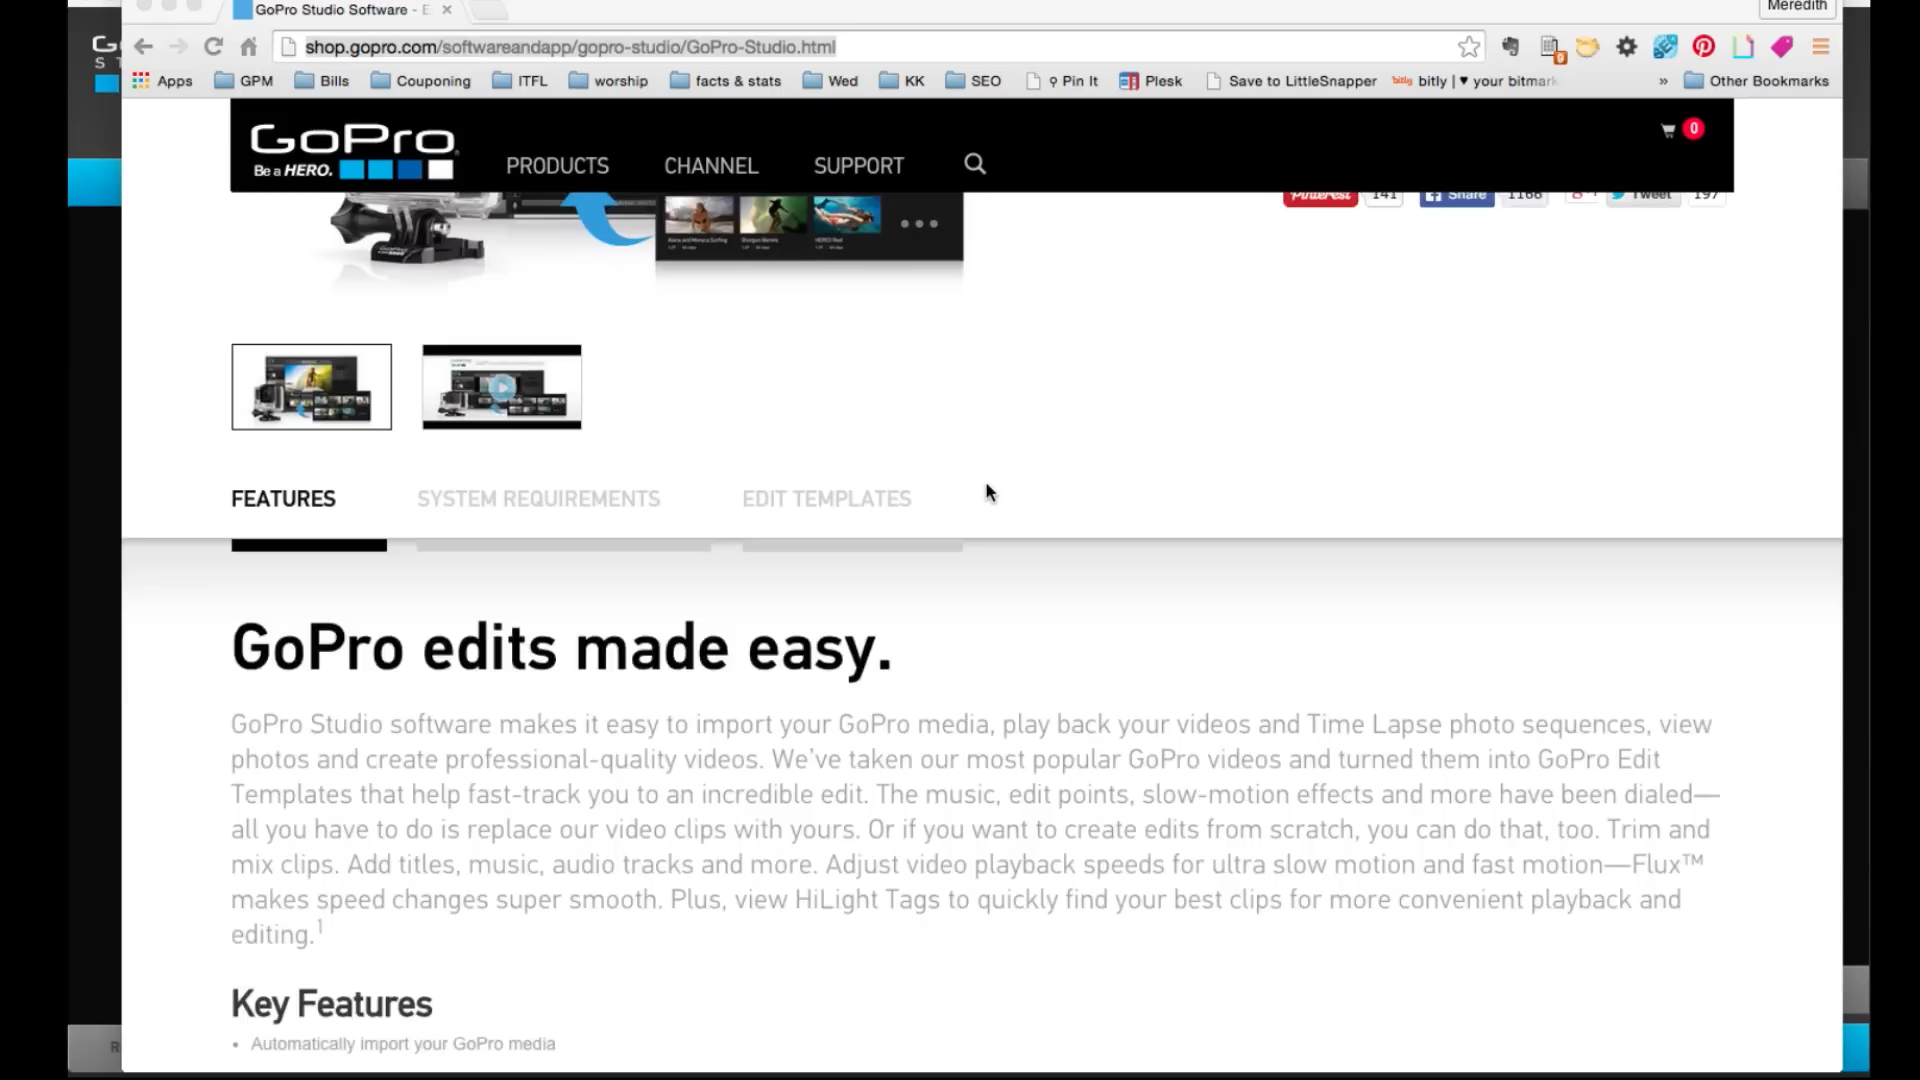 GoPro Studio Software - E
Meredith
shop.gopro.com/softwareandapp/gopro-studio/GoPro-Studio.html
Apps GPM Bills Couponing ITFL worship facts & stats Wed KK SEO Pin It Plesk Save to LittleSnapper bitly bitly | ♥ your bitmark » Other Bookmarks
GoPro
Be a HERO.
PRODUCTS CHANNEL SUPPORT
0
Pinterest 141 Share 1166 Tweet 197
FEATURES SYSTEM REQUIREMENTS EDIT TEMPLATES
GoPro edits made easy.
GoPro Studio software makes it easy to import your GoPro media, play back your videos and Time Lapse photo sequences, view
photos and create professional-quality videos. We've taken our most popular GoPro videos and turned them into GoPro Edit
Templates that help fast-track you to an incredible edit. The music, edit points, slow-motion effects and more have been dialed—
all you have to do is replace our video clips with yours. Or if you want to create edits from scratch, you can do that, too. Trim and
mix clips. Add titles, music, audio tracks and more. Adjust video playback speeds for ultra slow motion and fast motion—Flux™
makes speed changes super smooth. Plus, view HiLight Tags to quickly find your best clips for more convenient playback and
editing.1
Key Features
• Automatically import your GoPro media